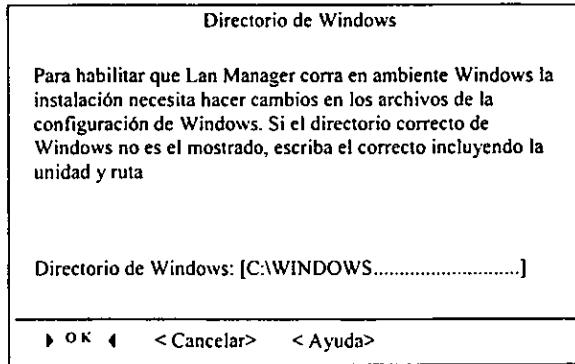 Directorio de Windows
Para habilitar que Lan Manager corra en ambiente Windows la
instalación necesita hacer cambios en los archivos de la
configuración de Windows. Si el directorio correcto de
Windows no es el mostrado, escriba el correcto incluyendo la
unidad y ruta
Directorio de Windows: [C:\WINDOWS............................]
OK <Cancelar> <Ayuda>